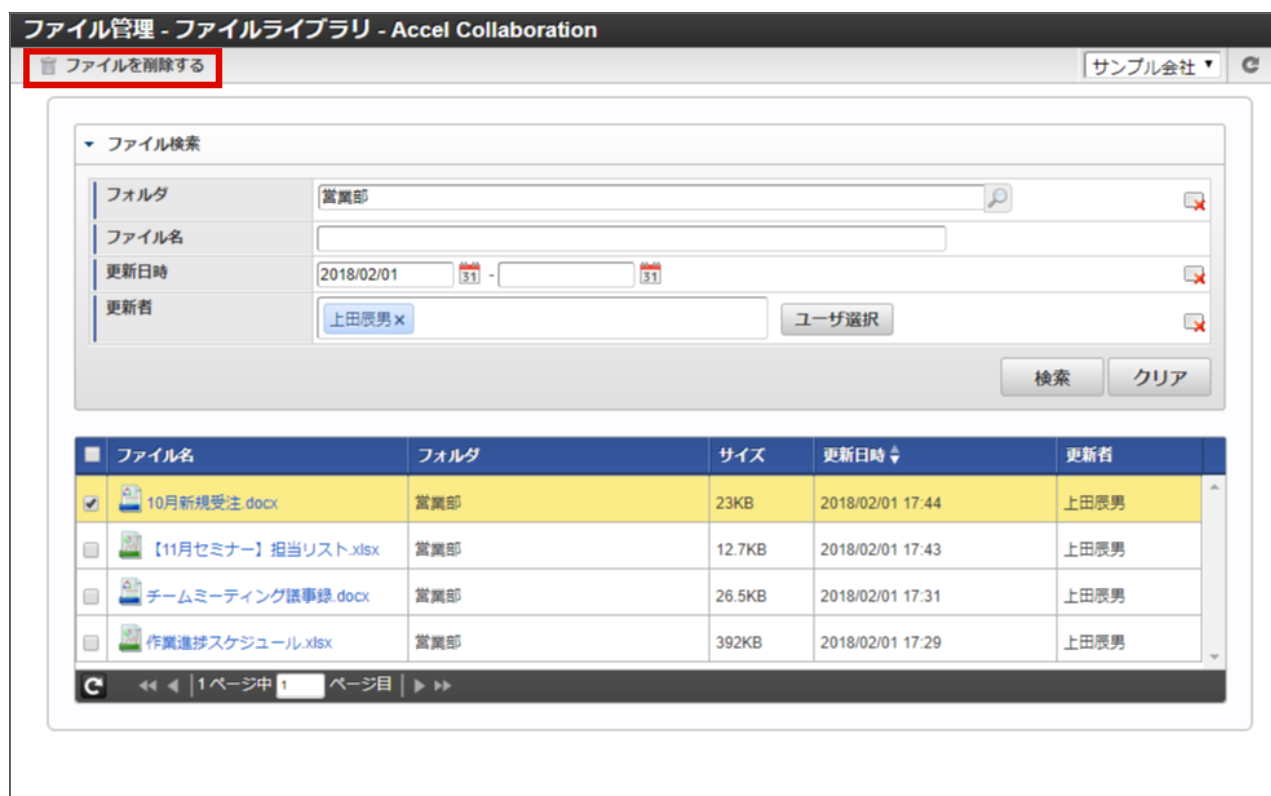 ファイル管理 - ファイルライブラリ - Accel Collaboration
ファイルを削除する サンプル会社
ファイル検索
フォルダ 営業部
ファイル名
更新日時 2018/02/01 31 - 31
更新者 上田辰男× ユーザ選択
検索 クリア
ファイル名 フォルダ サイズ 更新日時 更新者
10月新規受注.docx 営業部 23KB 2018/02/01 17:44 上田辰男
【11月セミナー】担当リスト.xlsx 営業部 12.7KB 2018/02/01 17:43 上田辰男
チームミーティング議事録.docx 営業部 26.5KB 2018/02/01 17:31 上田辰男
作業進捗スケジュール.xlsx 営業部 392KB 2018/02/01 17:29 上田辰男
1 ページ中 1 ページ目